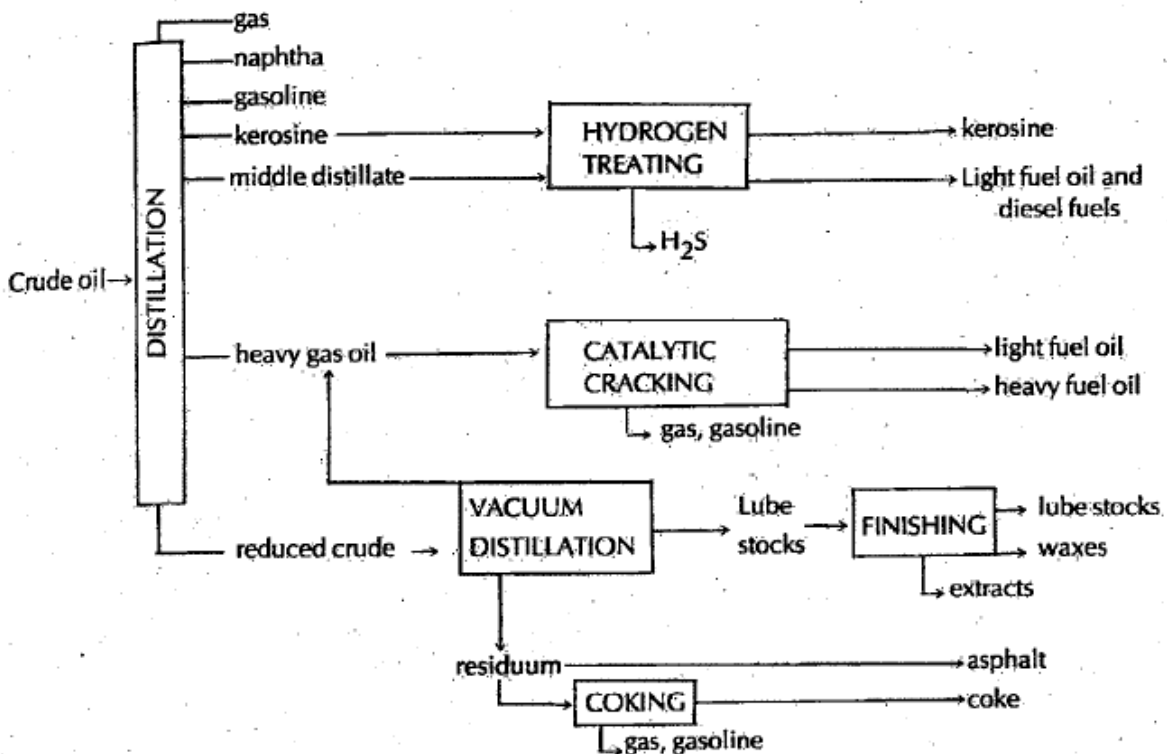 gas
naphtha
gasoline
kerosine
HYDROGEN
TREATING
kerosine
middle distillate
Light fuel oil and
diesel fuels
H2S
Crude oil
DISTILLATION
heavy gas oil
CATALYTIC
CRACKING
light fuel oil
heavy fuel oil
gas, gasoline
VACUUM
DISTILLATION
Lube
stocks
FINISHING
lube stocks
waxes
extracts
reduced crude
residuum
asphalt
COKING
coke
gas, gasoline